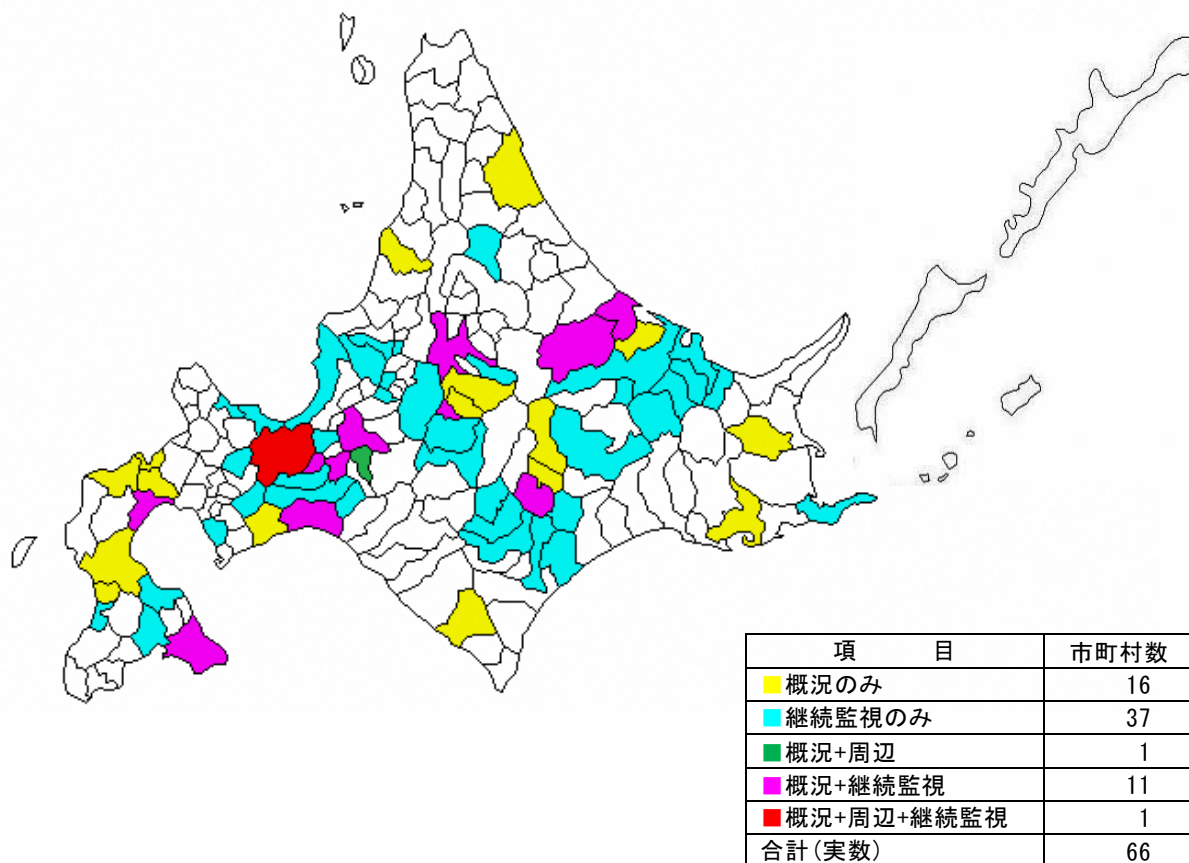 項 目 市町村数
■概況のみ 16
■継続監視のみ 37
■概況+周辺 1
■概況+継続監視 11
■概況+周辺+継続監視 1
合計(実数) 66